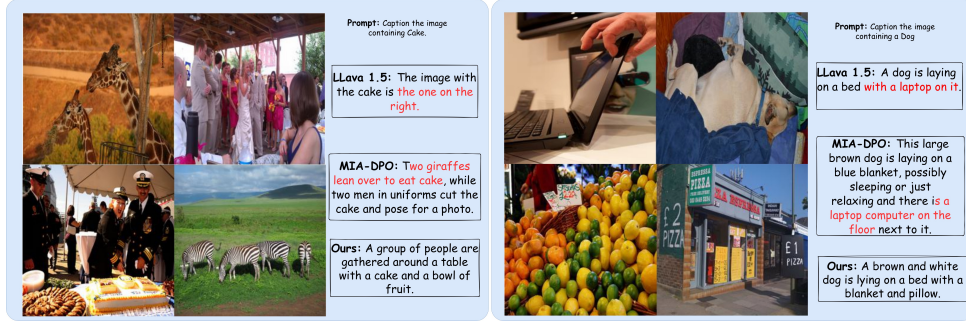 Prompt: Caption the image
containing Cake.
LLava 1.5: The image with
the cake is the one on the
right.
MIA-DPO: Two giraffes
lean over to eat cake, while
two men in uniforms cut the
cake and pose for a photo.
Ours: A group of people are
gathered around a table
with a cake and a bowl of
fruit.
Prompt: Caption the image
containing a Dog
LLava 1.5: A dog is laying
on a bed with a laptop on it.
MIA-DPO: This large
brown dog is laying on a
blue blanket, possibly
sleeping or just
relaxing and there is a
laptop computer on the
floor next to it.
Ours: A brown and white
dog is lying on a bed with a
blanket and pillow.
EXPRESS
PIZZA
£2
PIZZA
£1
PIZZA